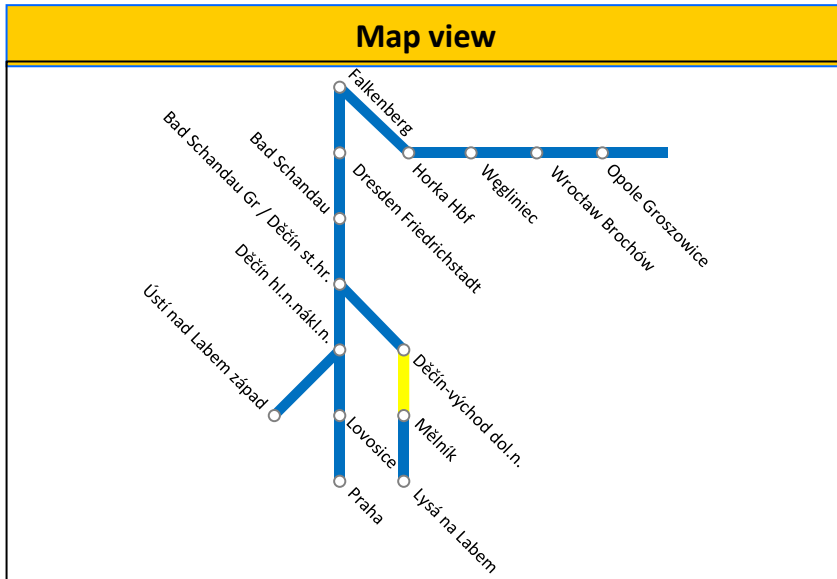 Map view
Falkenberg
Bad Schandau
Dresden Friedrichstadt
Horka Hbf
Węgliniec
Wrocław Brochów
Opole Groszowice
Bad Schandau Gr / Děčín st.hr.
Děčín hl.n.nákl.n.
Ústí nad Labem západ
Děčín-východ dol.n.
Lovosice
Mělník
Praha
Lysá na Labem